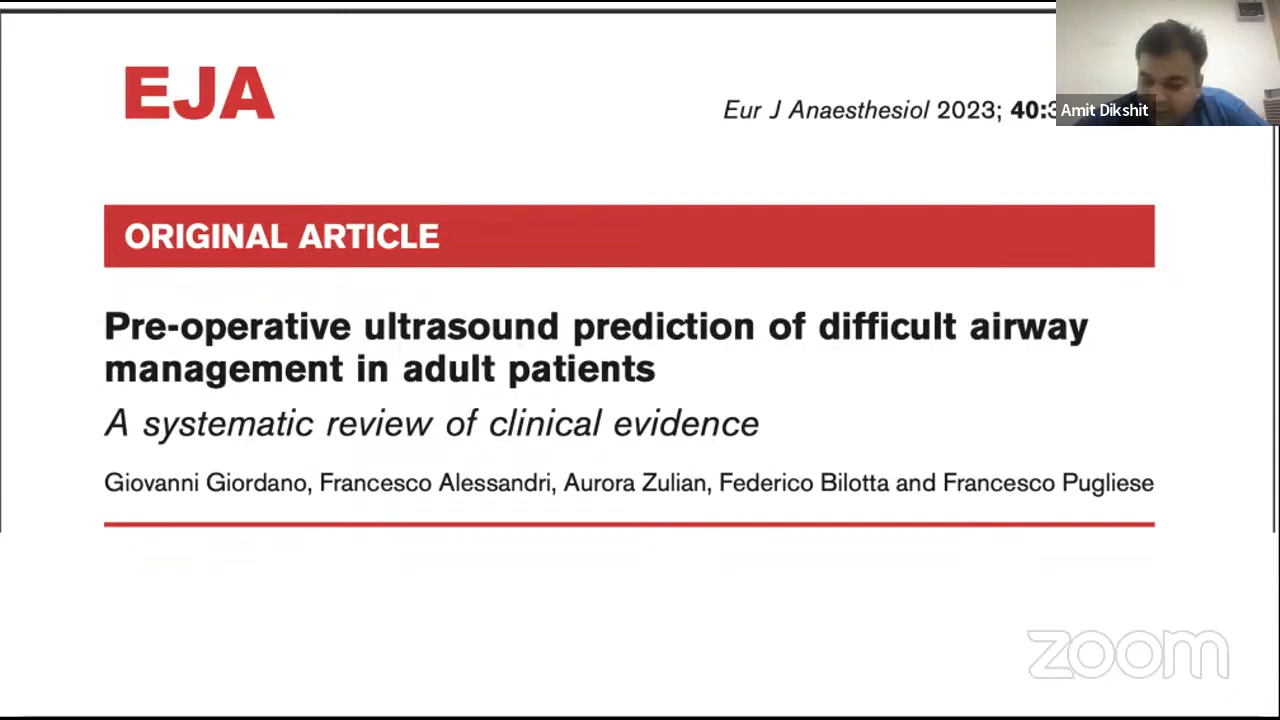 EJA
Eur J Anaesthesiol 2023; 40:3
Amit Dikshit
ORIGINAL ARTICLE
Pre-operative ultrasound prediction of difficult airway
management in adult patients
A systematic review of clinical evidence
Giovanni Giordano, Francesco Alessandri, Aurora Zulian, Federico Bilotta and Francesco Pugliese
zoom